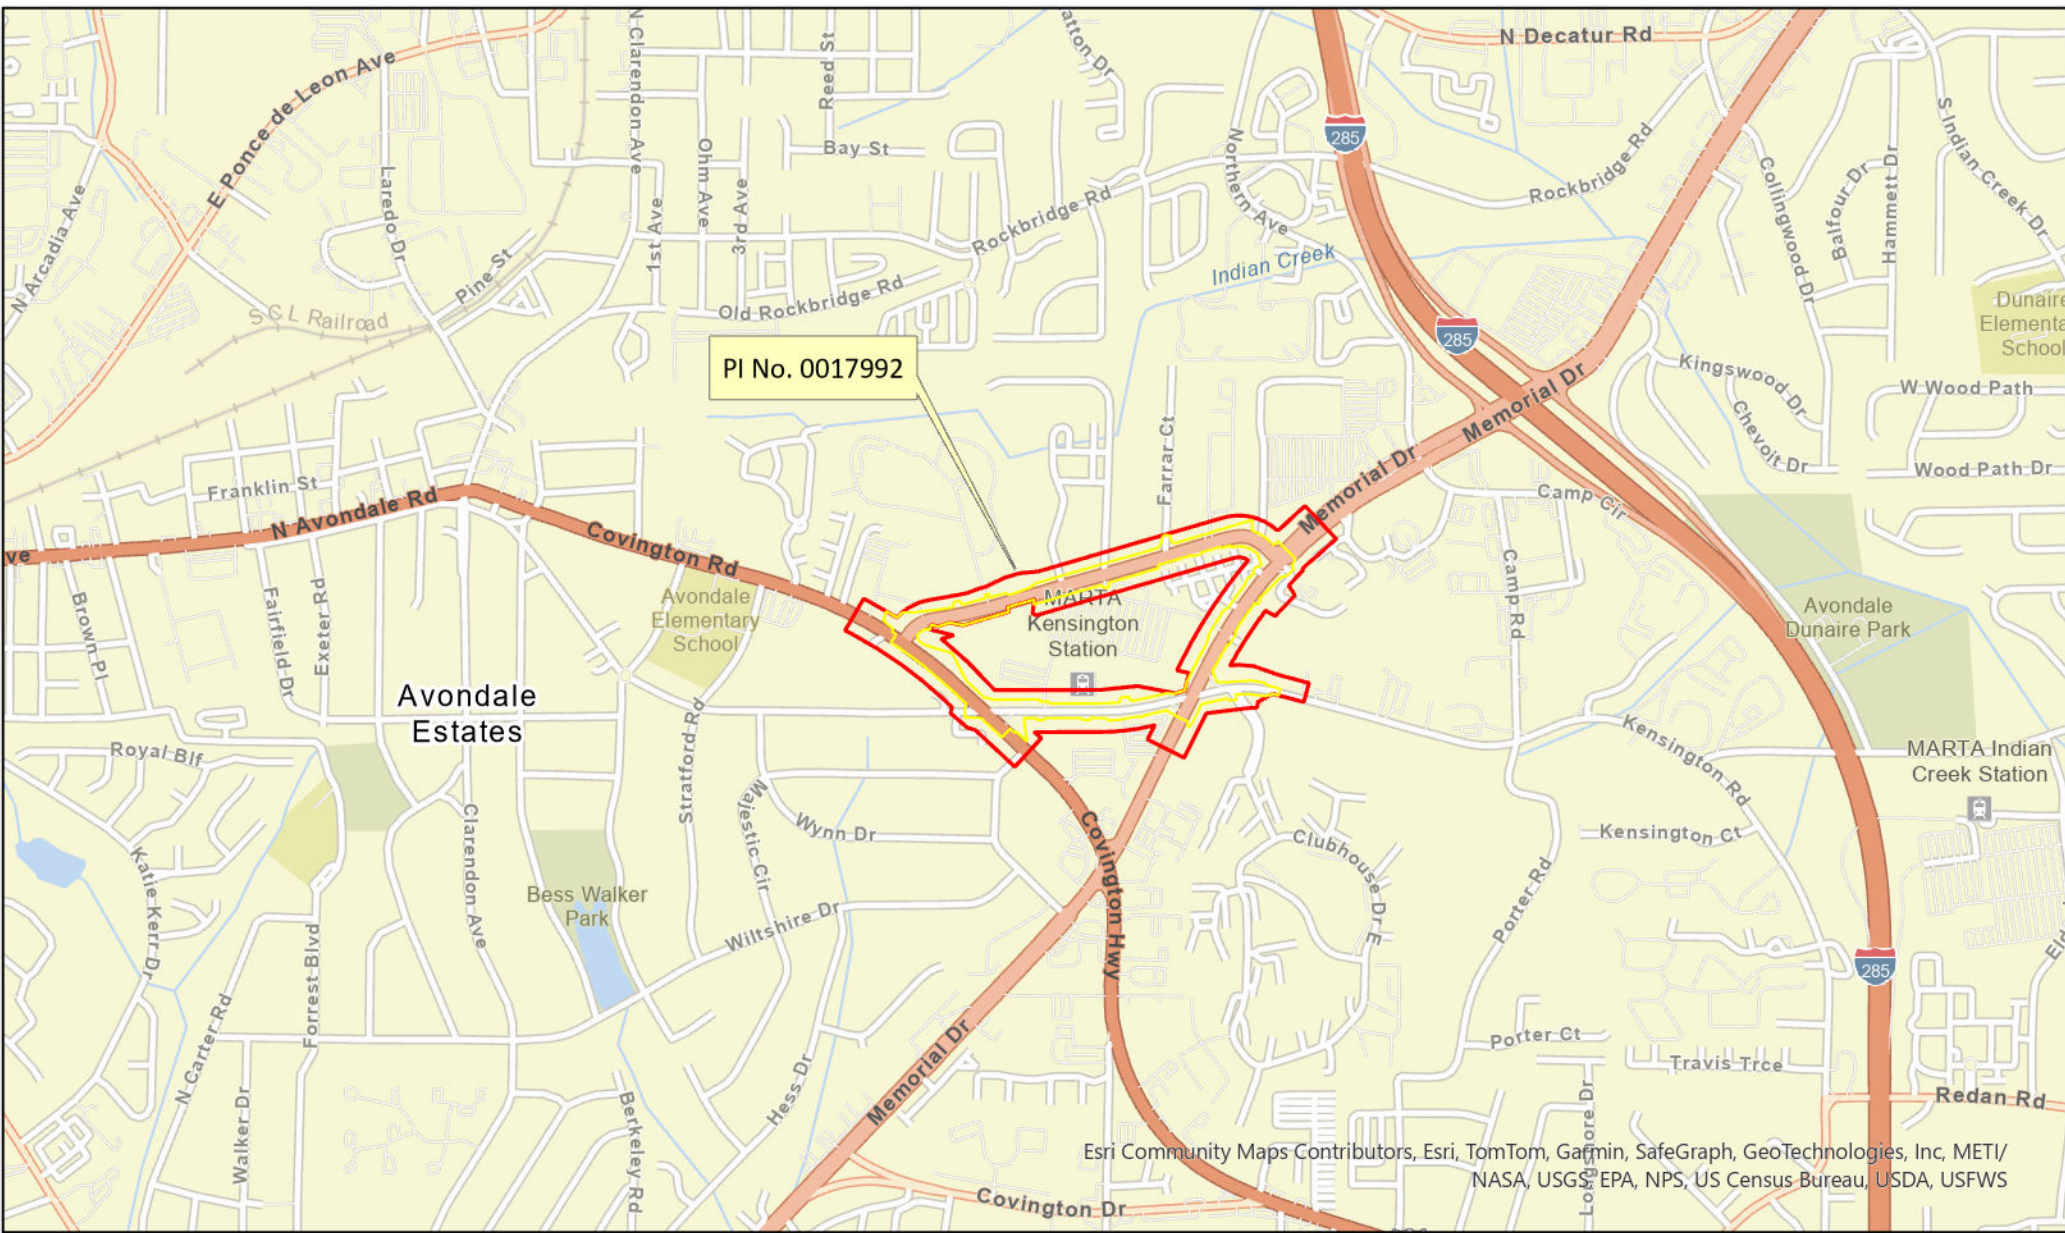 N Decatur Rd
atton Dr
N Clarendon Ave
Reed St
E Ponce de Leon Ave
285
Bay St
Ohm Ave
3rd Ave
1st Ave
Laredo Dr
N Arcadia Ave
Pine St
S C L Railroad
Rockbridge Rd
Old Rockbridge Rd
N
Northern Ave
Indian Creek
Rockbridge Rd
Collingwood Dr
Balfour Dr
Hammett Dr
S Indian Creek Dr
Dunaire
Elementa
School
285
PI No. 0017992
Kingswood Dr
Chevoit Dr
W Wood Path
Wood Path Dr
Memorial Dr
Memorial Dr
Memorial Dr
Farrar Ct
Franklin St
N Avondale Rd
ve
Covington Rd
Camp Cir
Camp Rd
Brown Pl
Fairfield Dr
Exeter Rd
Avondale
Elementary
School
MARTA
Kensington
Station
Avondale
Dunaire Park
Avondale
Estates
Stratford Rd
Royal Blf
Majestic Cir
Wynn Dr
Kensington Rd
MARTA Indian
Creek Station
Kensington Ct
Clarendon Ave
Katie Kerr Dr
Bess Walker
Park
Wiltshire Dr
Covington Hwy
Clubhouse Dr E
Porter Rd
285
Forrest Blvd
N Carter Rd
Walker Dr
Berkeley Rd
Hess Dr
Memorial Dr
Porter Ct
Travis Trce
Longshore Dr
Redan Rd
Covington Dr
Esri Community Maps Contributors, Esri, TomTom, Garmin, SafeGraph, GeoTechnologies, Inc, METI/
NASA, USGS, EPA, NPS, US Census Bureau, USDA, USFWS